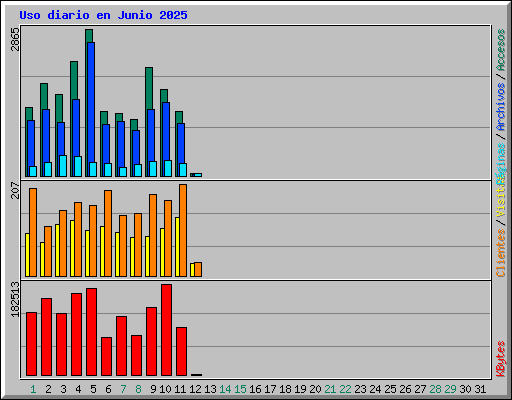 Uso diario en Junio 2025
2865
207
182513
Accesos / Archivos / Páginas
Clientes / Visitas
KBytes
1 2 3 4 5 6 7 8 9 10 11 12 13 14 15 16 17 18 19 20 21 22 23 24 25 26 27 28 29 30 31